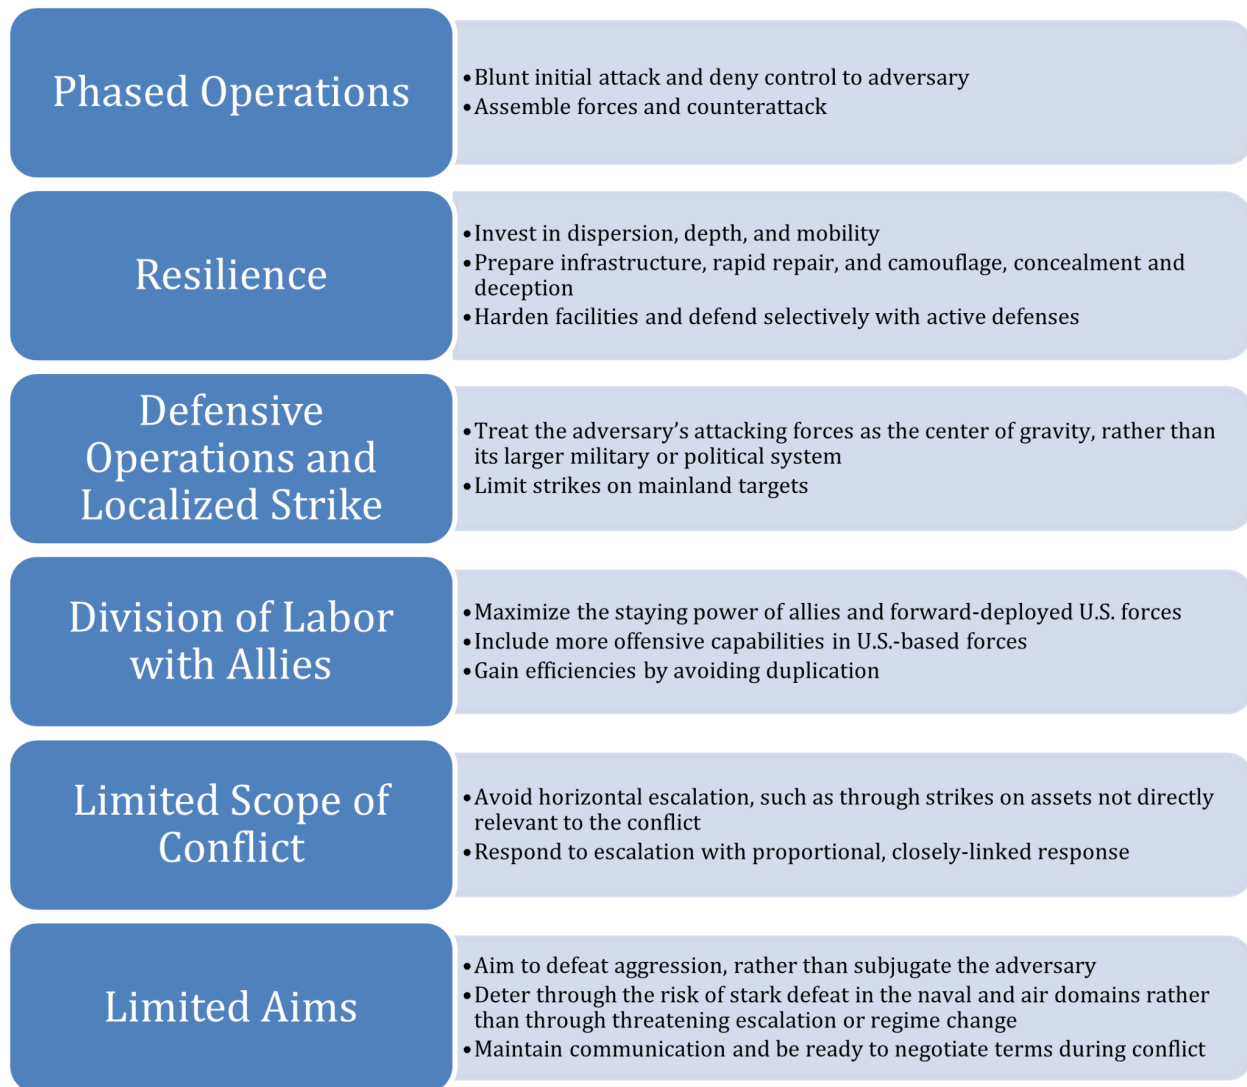 Phased Operations
•Blunt initial attack and deny control to adversary
•Assemble forces and counterattack
Resilience
•Invest in dispersion, depth, and mobility
•Prepare infrastructure, rapid repair, and camouflage, concealment and
deception
•Harden facilities and defend selectively with active defenses
Defensive
Operations and
Localized Strike
•Treat the adversary’s attacking forces as the center of gravity, rather than
its larger military or political system
•Limit strikes on mainland targets
Division of Labor
with Allies
•Maximize the staying power of allies and forward-deployed U.S. forces
•Include more offensive capabilities in U.S.-based forces
•Gain efficiencies by avoiding duplication
Limited Scope of
Conflict
•Avoid horizontal escalation, such as through strikes on assets not directly
relevant to the conflict
•Respond to escalation with proportional, closely-linked response
Limited Aims
•Aim to defeat aggression, rather than subjugate the adversary
•Deter through the risk of stark defeat in the naval and air domains rather
than through threatening escalation or regime change
•Maintain communication and be ready to negotiate terms during conflict